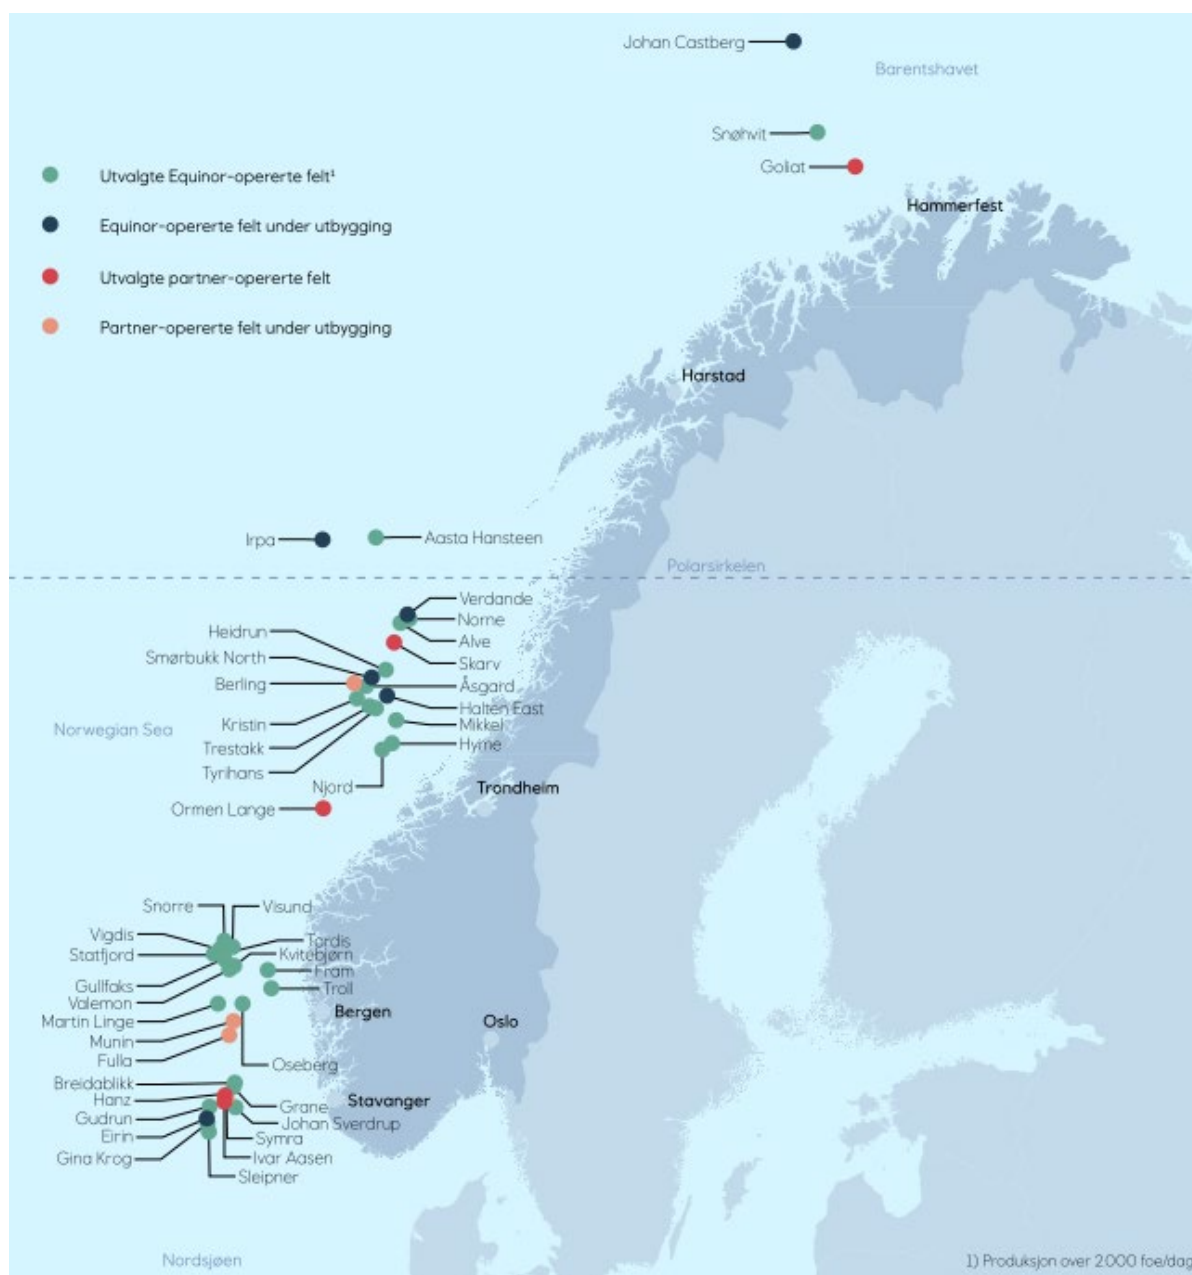 Johan Castberg
Barentshavet
Snøhvit
Goliat
Utvalgte Equinor-opererte felt¹
Hammerfest
Equinor-opererte felt under utbygging
Utvalgte partner-opererte felt
Partner-opererte felt under utbygging
Harstad
Irpa
Aasta Hansteen
Polarsirkelen
Verdande
Norne
Heidrun
Alve
Smørbukk North
Skarv
Berling
Åsgard
Halten East
Kristin
Mikkel
Norwegian Sea
Trestakk
Hyme
Tyrihans
Njord
Trondheim
Ormen Lange
Snorre
Visund
Vigdis
Tordis
Statfjord
Kvitebjørn
Fram
Gullfaks
Troll
Valemon
Bergen
Martin Linge
Oslo
Munin
Fulla
Oseberg
Breidablikk
Hanz
Stavanger
Grane
Gudrun
Johan Sverdrup
Eirin
Symra
Gina Krog
Ivar Aasen
Sleipner
Nordsjøen
1) Produksjon over 2000 foe/dag